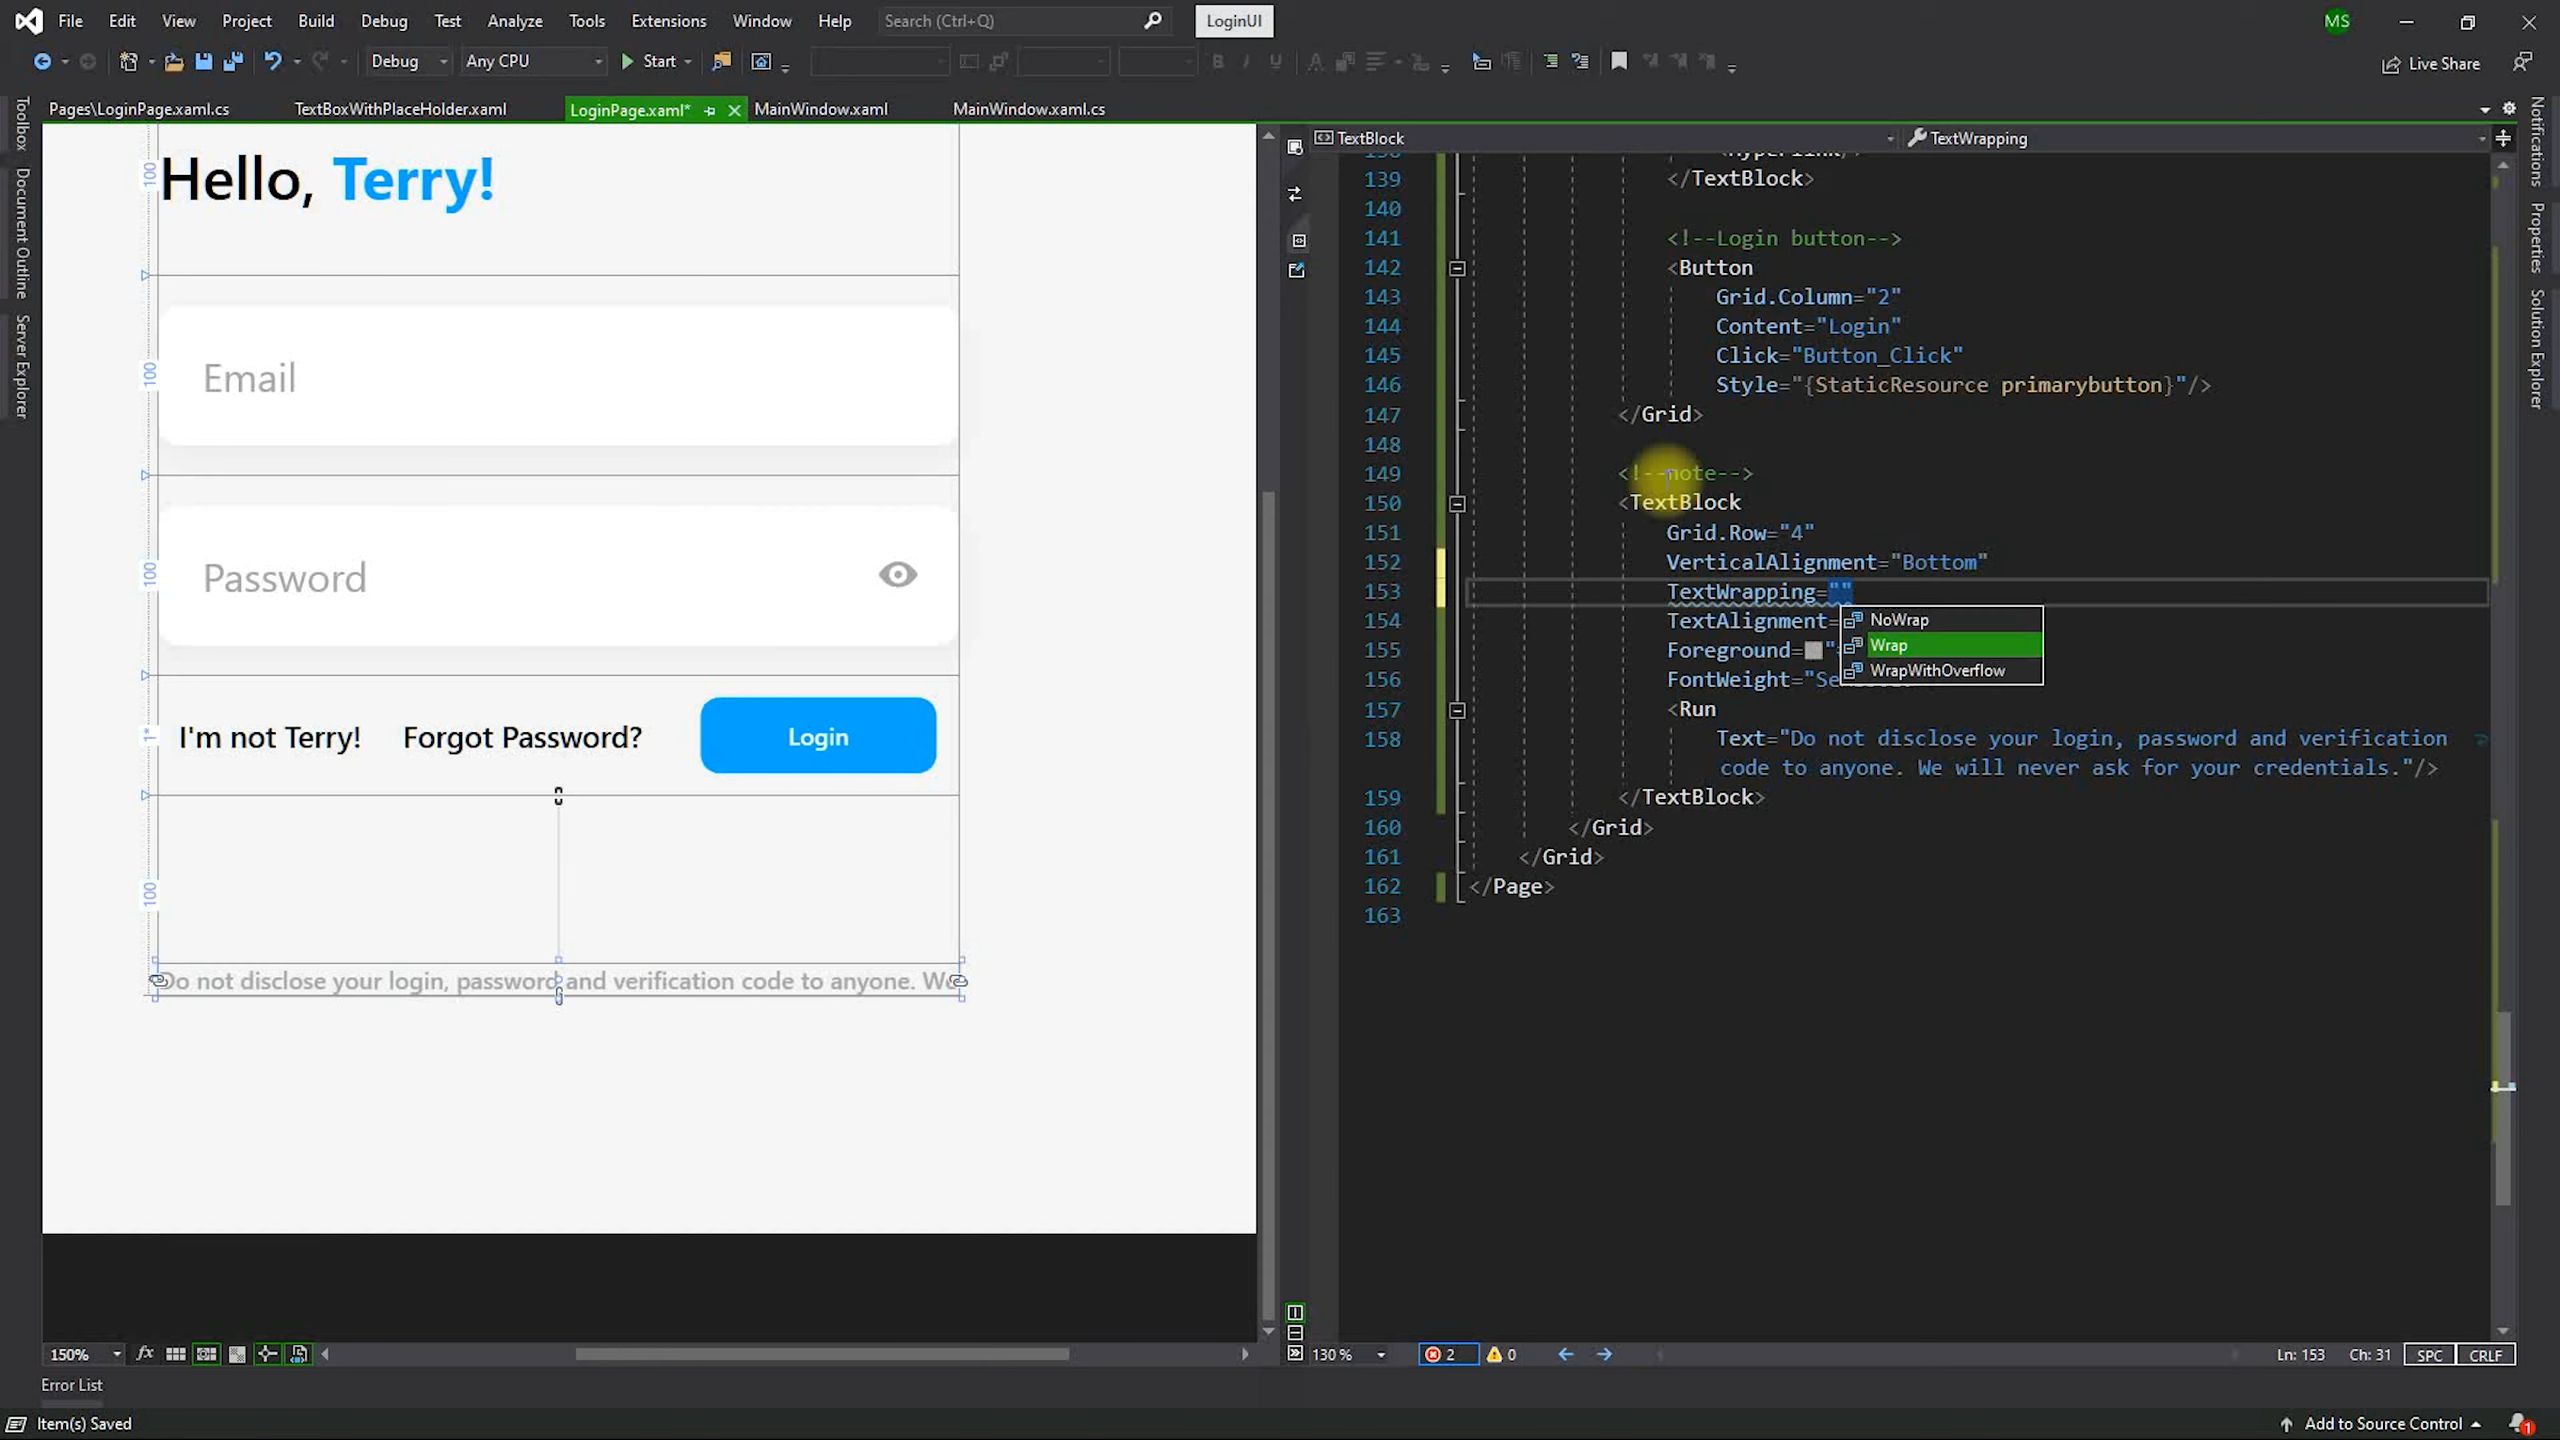 File Edit View Project Build Debug Test Analyze Tools Extensions Window Help Search (Ctrl+Q) LoginUI MS
Debug Any CPU Start Live Share
Pages\LoginPage.xaml.cs TextBoxWithPlaceHolder.xaml LoginPage.xaml* MainWindow.xaml MainWindow.xaml.cs
Toolbox
Document Outline
Server Explorer
100
Hello, Terry!
100
Email
100
Password
1*
I'm not Terry! Forgot Password? Login
100
Do not disclose your login, password and verification code to anyone. We
150% fx
TextBlock TextWrapping
139 </TextBlock>
140
141 <!--Login button-->
142 <Button
143 Grid.Column="2"
144 Content="Login"
145 Click="Button_Click"
146 Style="{StaticResource primarybutton}"/>
147 </Grid>
148
149 <!--note-->
150 <TextBlock
151 Grid.Row="4"
152 VerticalAlignment="Bottom"
153 TextWrapping=""
154 TextAlignment=
155 Foreground= "
156 FontWeight="Se
157 <Run
158 Text="Do not disclose your login, password and verification
code to anyone. We will never ask for your credentials."/>
159 </TextBlock>
160 </Grid>
161 </Grid>
162 </Page>
163
NoWrap
Wrap
WrapWithOverflow
130 % 2 0 Ln: 153 Ch: 31 SPC CRLF
Notifications
Properties
Solution Explorer
Error List
Item(s) Saved Add to Source Control 1